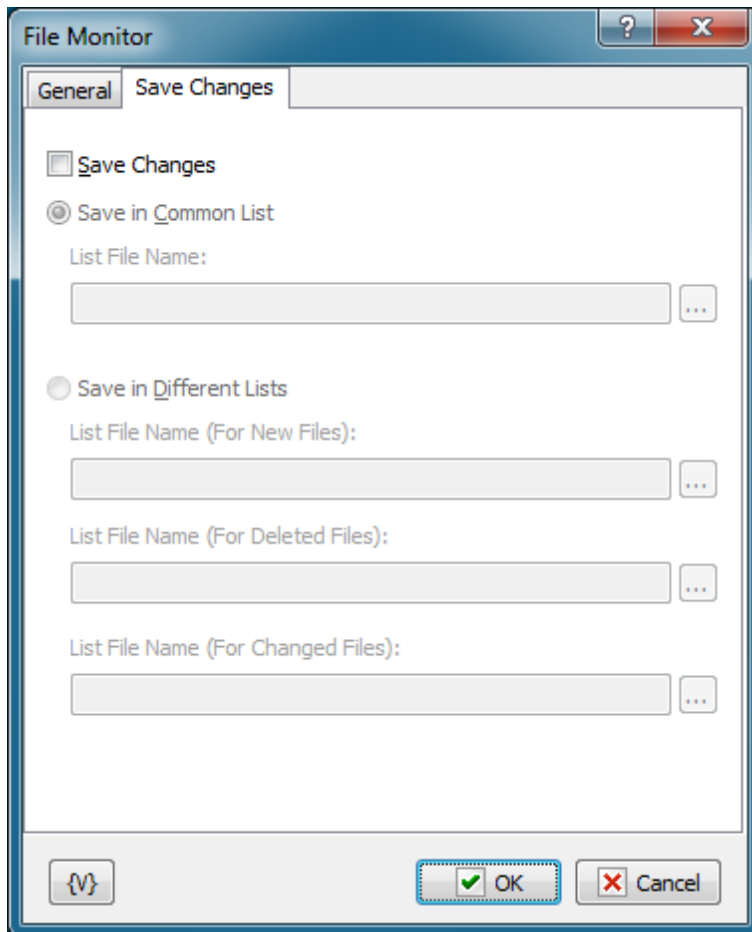 File Monitor
?
X
General
Save Changes
Save Changes
Save in Common List
List File Name:
...
Save in Different Lists
List File Name (For New Files):
...
List File Name (For Deleted Files):
...
List File Name (For Changed Files):
...
{V}
OK
Cancel